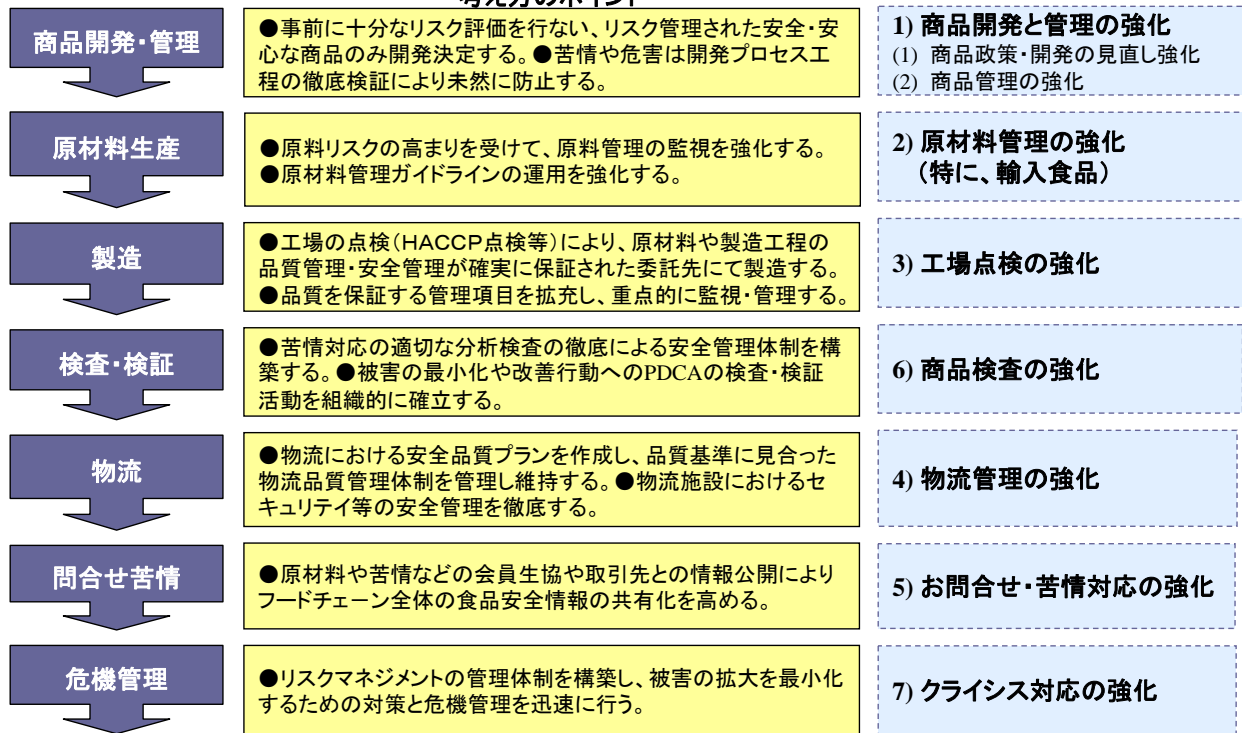 考え方のポイント
商品開発・管理
●事前に十分なリスク評価を行ない、リスク管理された安全・安
心な商品のみ開発決定する。●苦情や危害は開発プロセス工
程の徹底検証により未然に防止する。
1) 商品開発と管理の強化
(1) 商品政策・開発の見直し強化
(2) 商品管理の強化
原材料生産
●原料リスクの高まりを受けて、原料管理の監視を強化する。
●原材料管理ガイドラインの運用を強化する。
2) 原材料管理の強化
（特に、輸入食品）
製造
●工場の点検（HACCP点検等）により、原材料や製造工程の
品質管理・安全管理が確実に保証された委託先にて製造する。
●品質を保証する管理項目を拡充し、重点的に監視・管理する。
3) 工場点検の強化
検査・検証
●苦情対応の適切な分析検査の徹底による安全管理体制を構
築する。●被害の最小化や改善行動へのPDCAの検査・検証
活動を組織的に確立する。
6) 商品検査の強化
物流
●物流における安全品質プランを作成し、品質基準に見合った
物流品質管理体制を管理し維持する。●物流施設におけるセ
キュリテイ等の安全管理を徹底する。
4) 物流管理の強化
問合せ苦情
●原材料や苦情などの会員生協や取引先との情報公開により
フードチェーン全体の食品安全情報の共有化を高める。
5) お問合せ・苦情対応の強化
危機管理
●リスクマネジメントの管理体制を構築し、被害の拡大を最小化
するための対策と危機管理を迅速に行う。
7) クライシス対応の強化